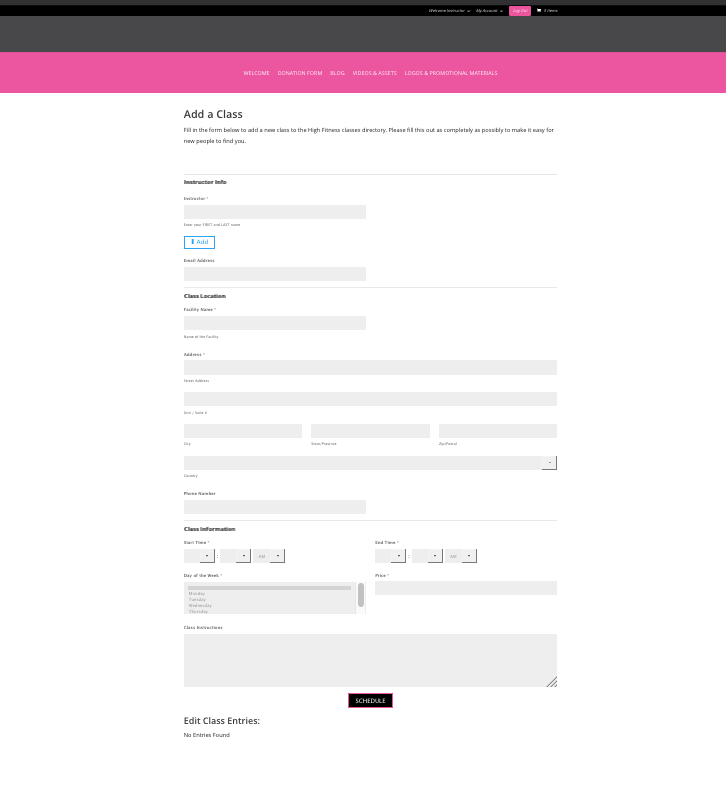 Welcome Instructor
My Account
Log Out
0 Items
WELCOME DONATION FORM BLOG VIDEOS & ASSETS LOGOS & PROMOTIONAL MATERIALS
Add a Class
Fill in the form below to add a new class to the High Fitness classes directory. Please fill this out as completely as possibly to make it easy for
new people to find you.
Instructor Info
Instructor *
Enter your FIRST and LAST name
Add
Email Address
Class Location
Facility Name *
Name of the Facility
Address *
Street Address
Unit / Suite #
City State/Province Zip/Postal
Country
Phone Number
Class Information
Start Time * End Time *
: AM : AM
Day of the Week * Price *
Monday
Tuesday
Wednesday
Thursday
Class Instructions
SCHEDULE
Edit Class Entries:
No Entries Found